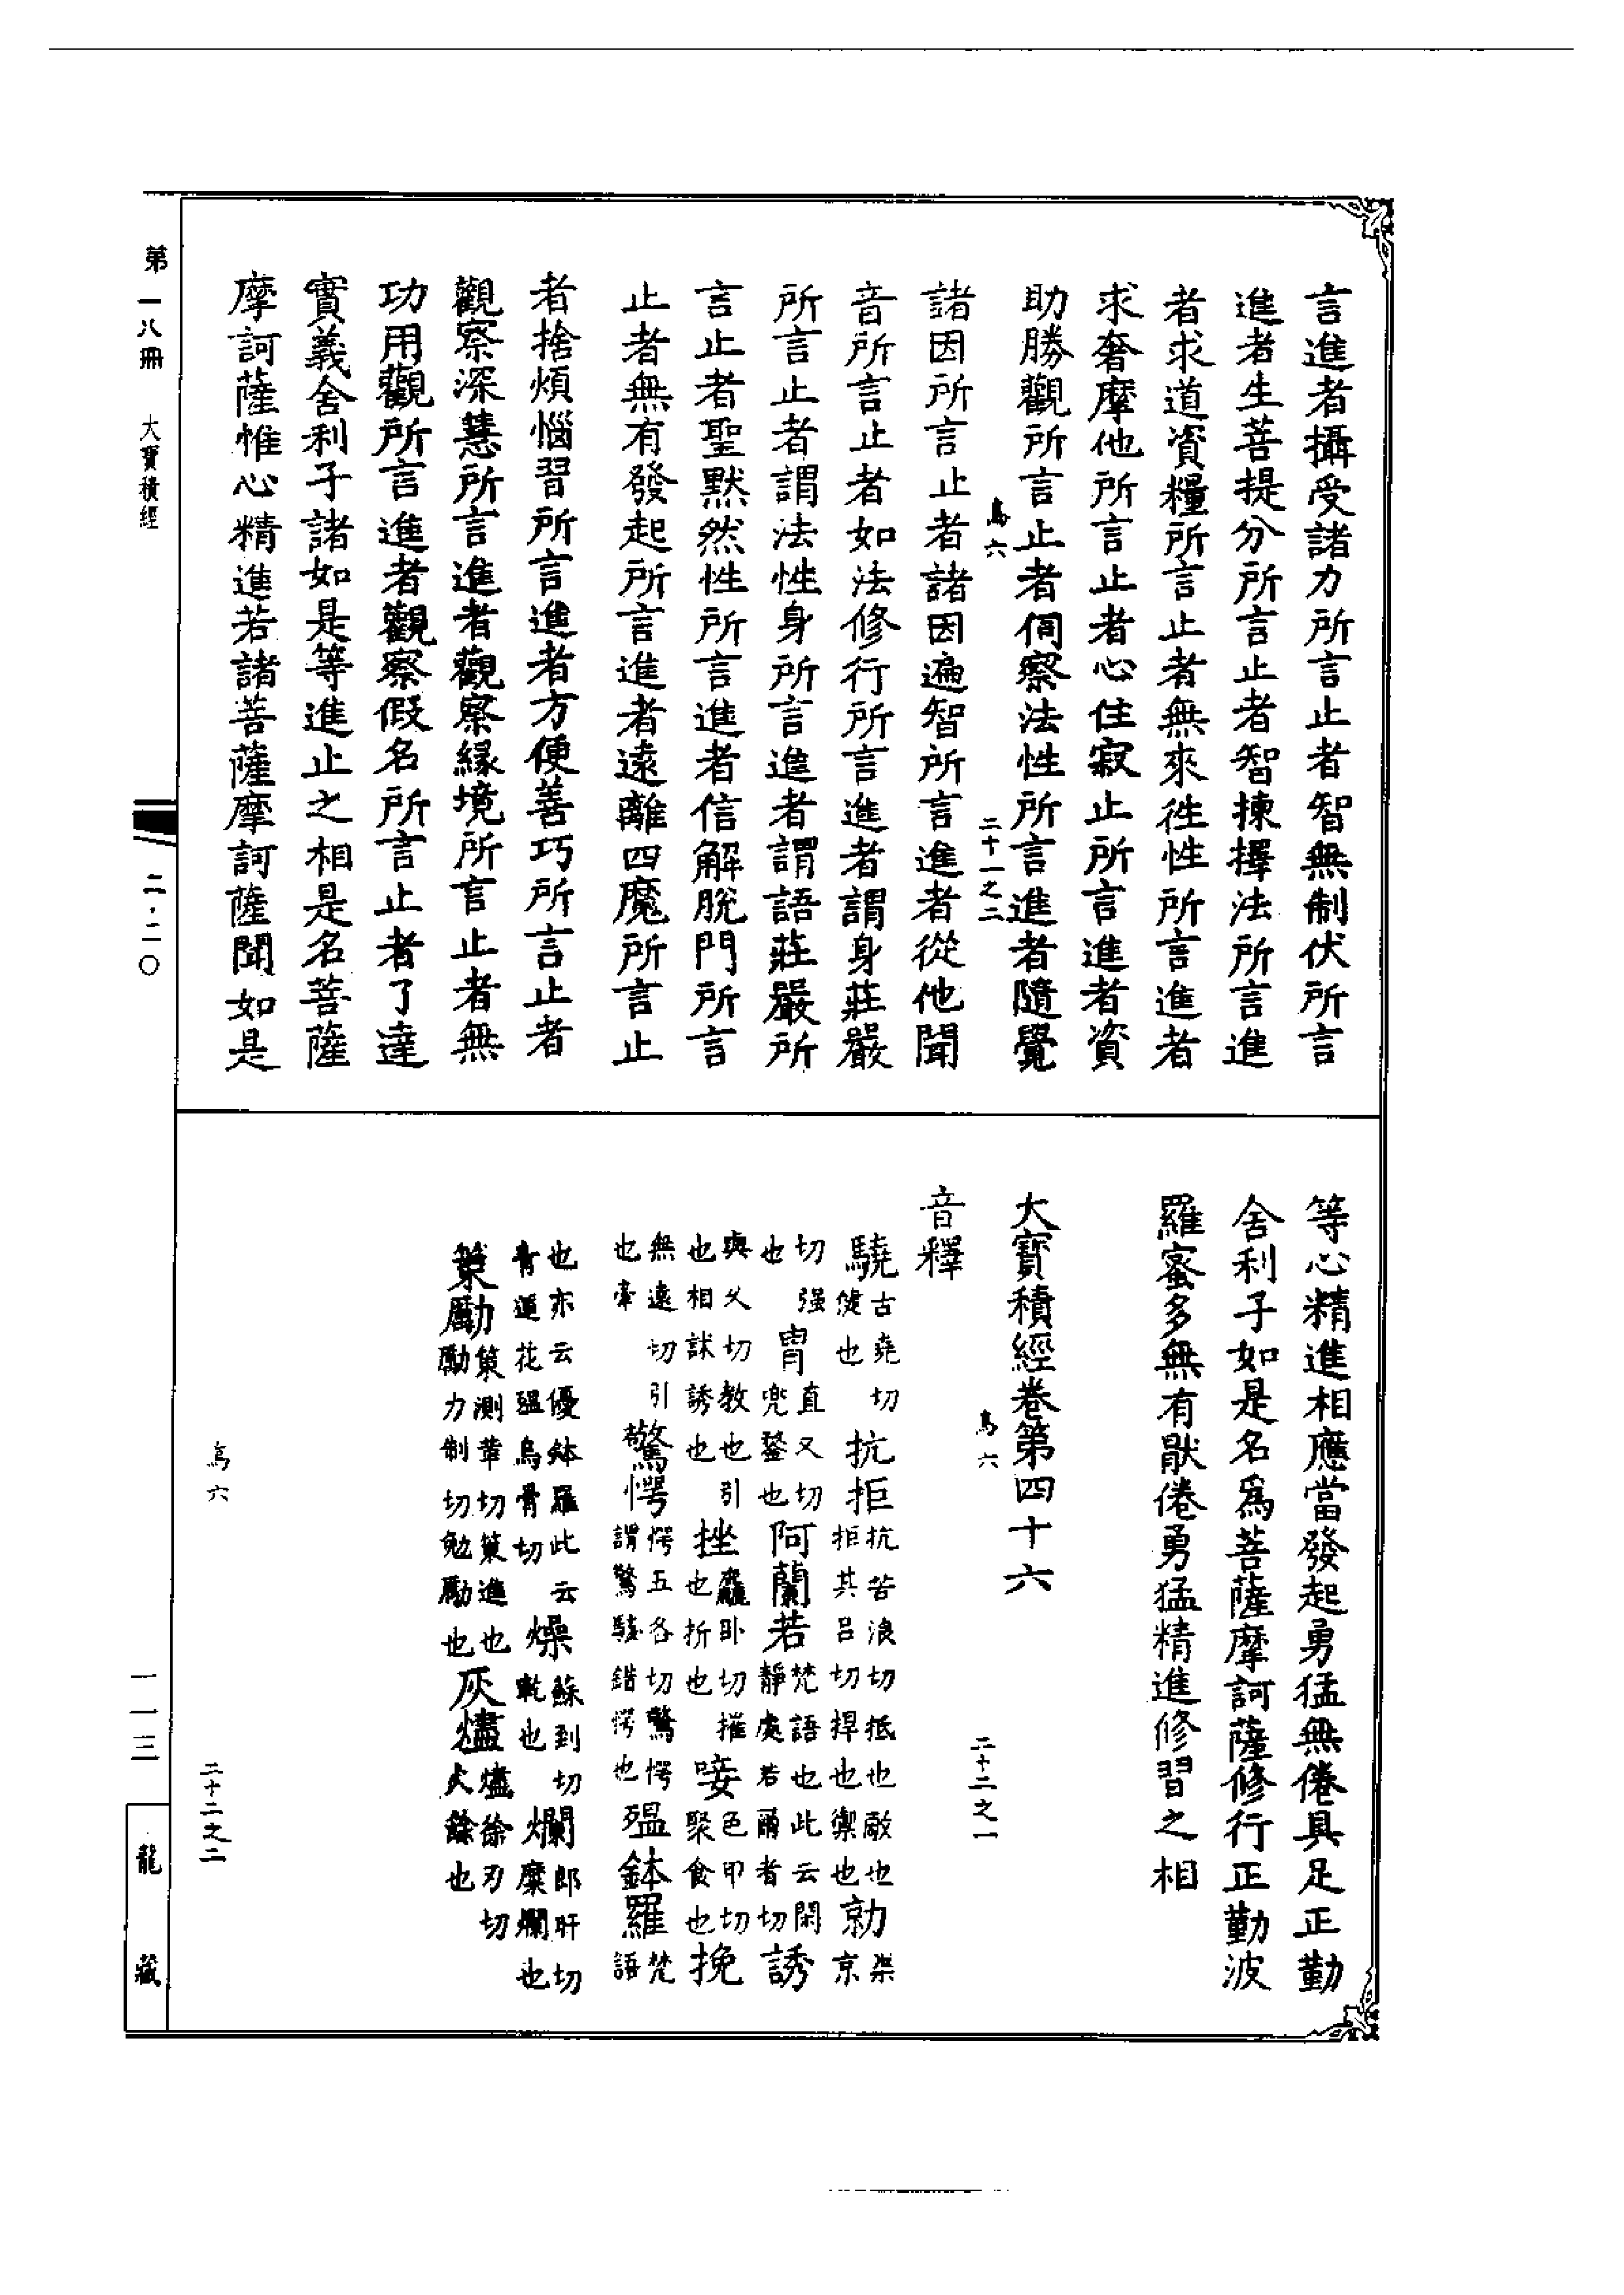 言進者攝受諸力所言止者智無制伏所言
進者生菩提分所言止者智揀擇法所言進
者求道資糧所言止者無來徃性所言進者
求奢摩他所言止者心住寂止所言進者資
助勝觀所言止者伺察法性所言進者隨覺
鳥六 二十一之二
諸因所言止者諸因遍智所言進者從他聞
音所言止者如法修行所言進者謂身莊嚴
所言止者謂法性身所言進者謂語莊嚴所
言止者聖默然性所言進者信解脫門所言
止者無有發起所言進者遠離四魔所言止
者捨煩惱習所言進者方便善巧所言止者
觀察深慧所言進者觀察緣境所言止者無
功用觀所言進者觀察假名所言止者了達
實義舍利子諸如是等進止之相是名菩薩
摩訶薩惟心精進若諸菩薩摩訶薩聞如是
等心精進相應當發起勇猛無倦具足正勤
舍利子如是名爲菩薩摩訶薩修行正勤波
羅蜜多無有猒倦勇猛精進修習之相
大寶積經卷第四十六
鳥六 二十二之一
音釋
驍 古堯切 健也 抗拒 抗苦浪切抵也敵也 拒其呂切捍也禦也 勍 渠京
切强也 冑 直又切 兜鍪也 阿蘭若 梵語也此云閑 靜處若爾者切 誘
與久切教也引也相訹誘也 挫 麤卧切摧也折也 唼 色甲切 聚食也 挽
無遠切引也牽 驚愕 愕五各切驚愕 謂驚駭錯愕也 殟鉢羅 梵語
也亦云優鉢羅此云青蓮花殟烏骨切 燥 蘇到切 乾也 爛 郎肝切 糜爛也
策勵 策測革切策進也 勵力制切勉勵也 灰燼 燼徐刃切 火餘也
鳥六 二十二之二
第一八冊 大寶積經 二·二〇 一一三
龍藏